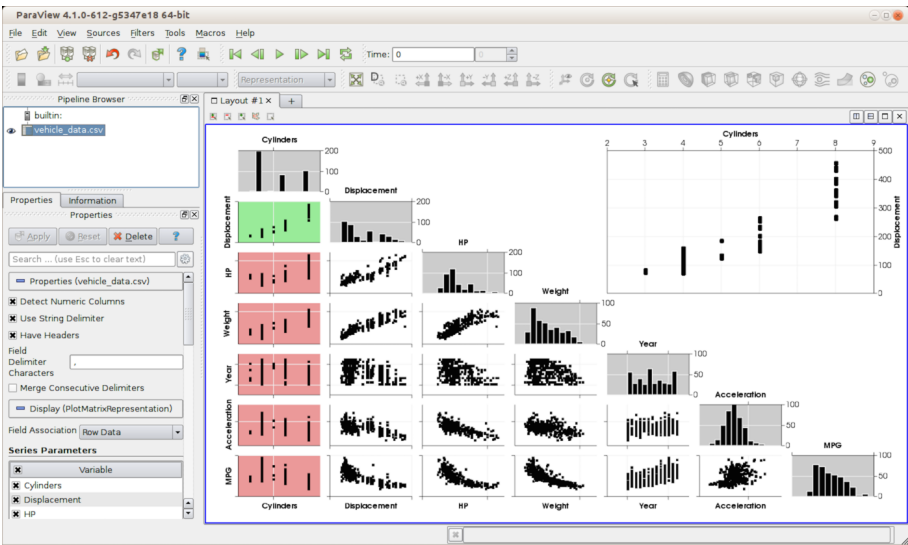 ParaView 4.1.0-612-g5347e18 64-bit
File Edit View Sources Filters Tools Macros Help
Time: 0 0
Representation
Pipeline Browser
builtin:
vehicle_data.csv
Properties Information
Properties
Apply Reset Delete ?
Search ... (use Esc to clear text)
Properties (vehicle_data.csv)
Detect Numeric Columns
Use String Delimiter
Have Headers
Field
Delimiter ,
Characters
Merge Consecutive Delimiters
Display (PlotMatrixRepresentation)
Field Association Row Data
Series Parameters
Variable
Cylinders
Displacement
HP
Layout #1 x +
Cylinders
200
100
0
Displacement
200
100
0
Displacement
HP
200
100
0
HP
Weight
100
50
0
Weight
Year
100
50
0
Year
Acceleration
100
50
0
Acceleration
MPG
100
50
0
MPG
Cylinders Displacement HP Weight Year Acceleration
Cylinders
2 3 4 5 6 7 8 9
500
400
300
200
100
0
Displacement